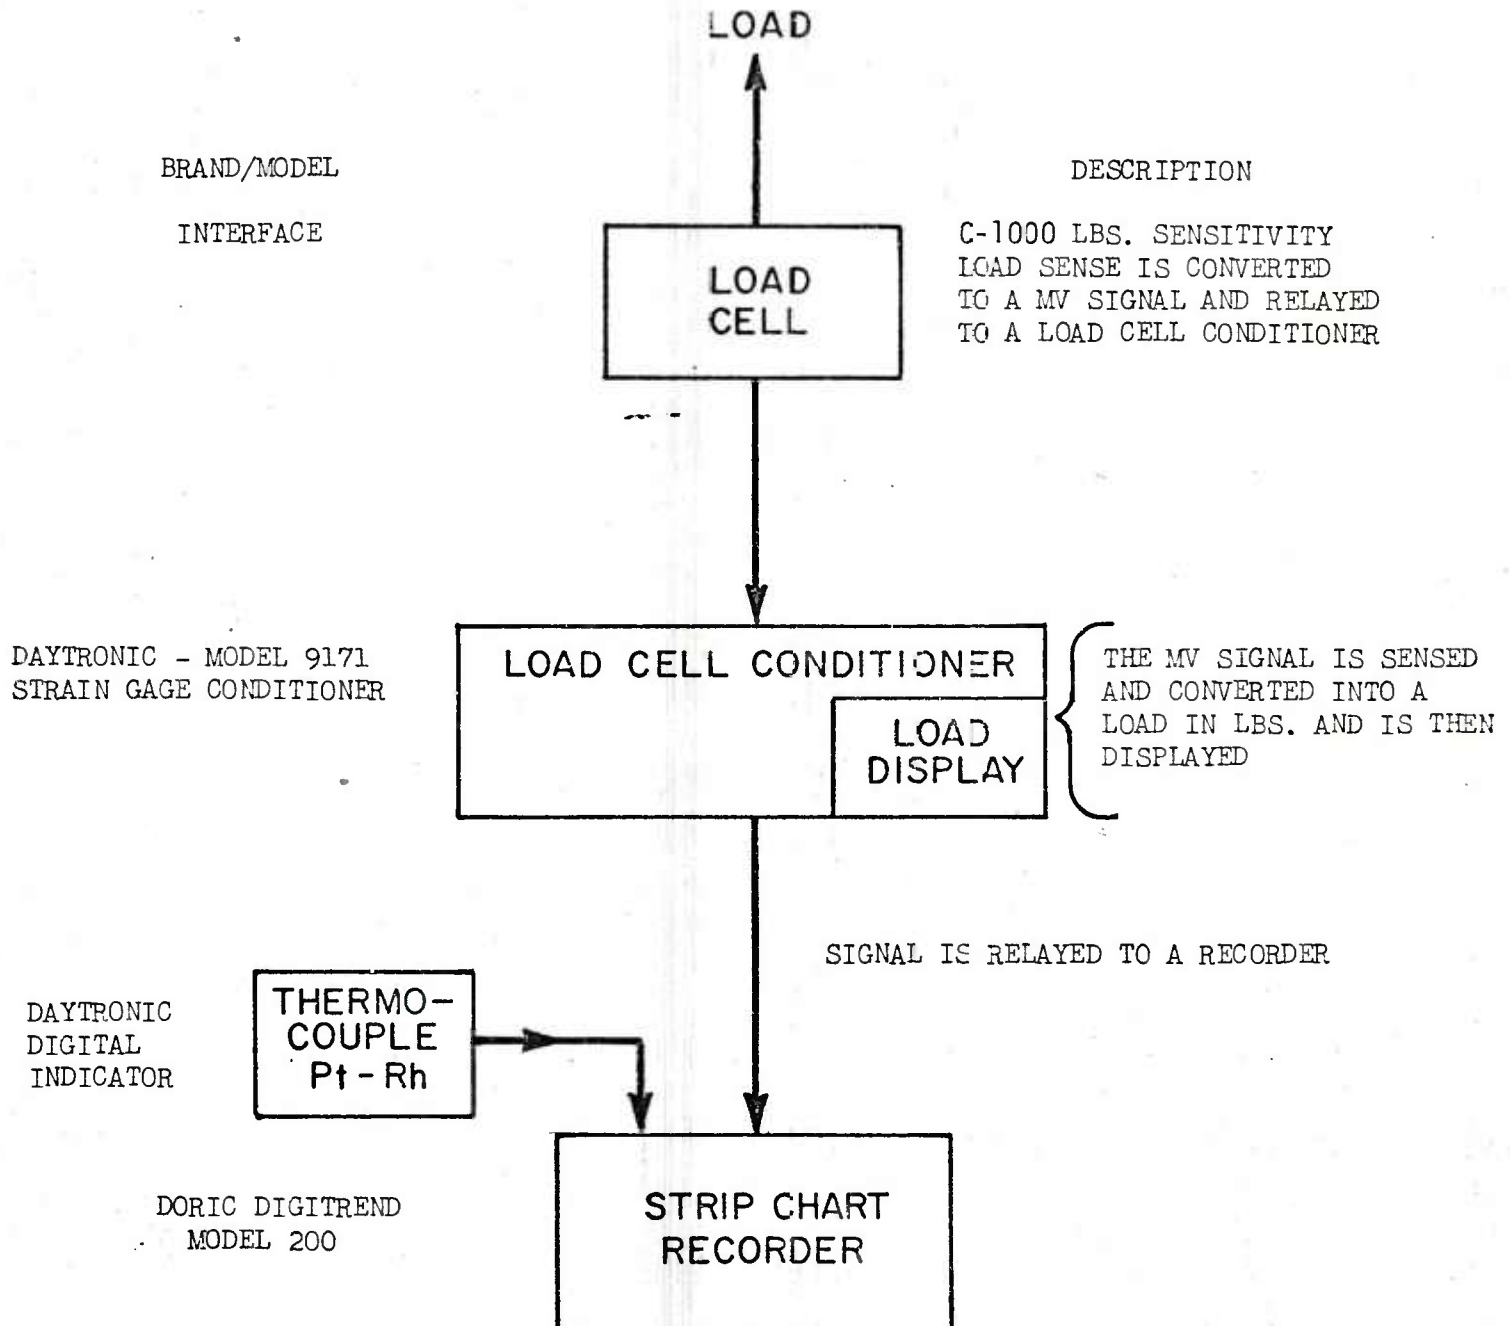 LOAD
BRAND/MODEL
DESCRIPTION
INTERFACE
LOAD
CELL
C-1000 LBS. SENSITIVITY
LOAD SENSE IS CONVERTED
TO A MV SIGNAL AND RELAYED
TO A LOAD CELL CONDITIONER
DAYTRONIC - MODEL 9171
STRAIN GAGE CONDITIONER
LOAD CELL CONDITIONER
LOAD
DISPLAY
THE MV SIGNAL IS SENSED
AND CONVERTED INTO A
LOAD IN LBS. AND IS THEN
DISPLAYED
SIGNAL IS RELAYED TO A RECORDER
DAYTRONIC
DIGITAL
INDICATOR
THERMO-
COUPLE
Pt-Rh
DORIC DIGITREND
MODEL 200
STRIP CHART
RECORDER